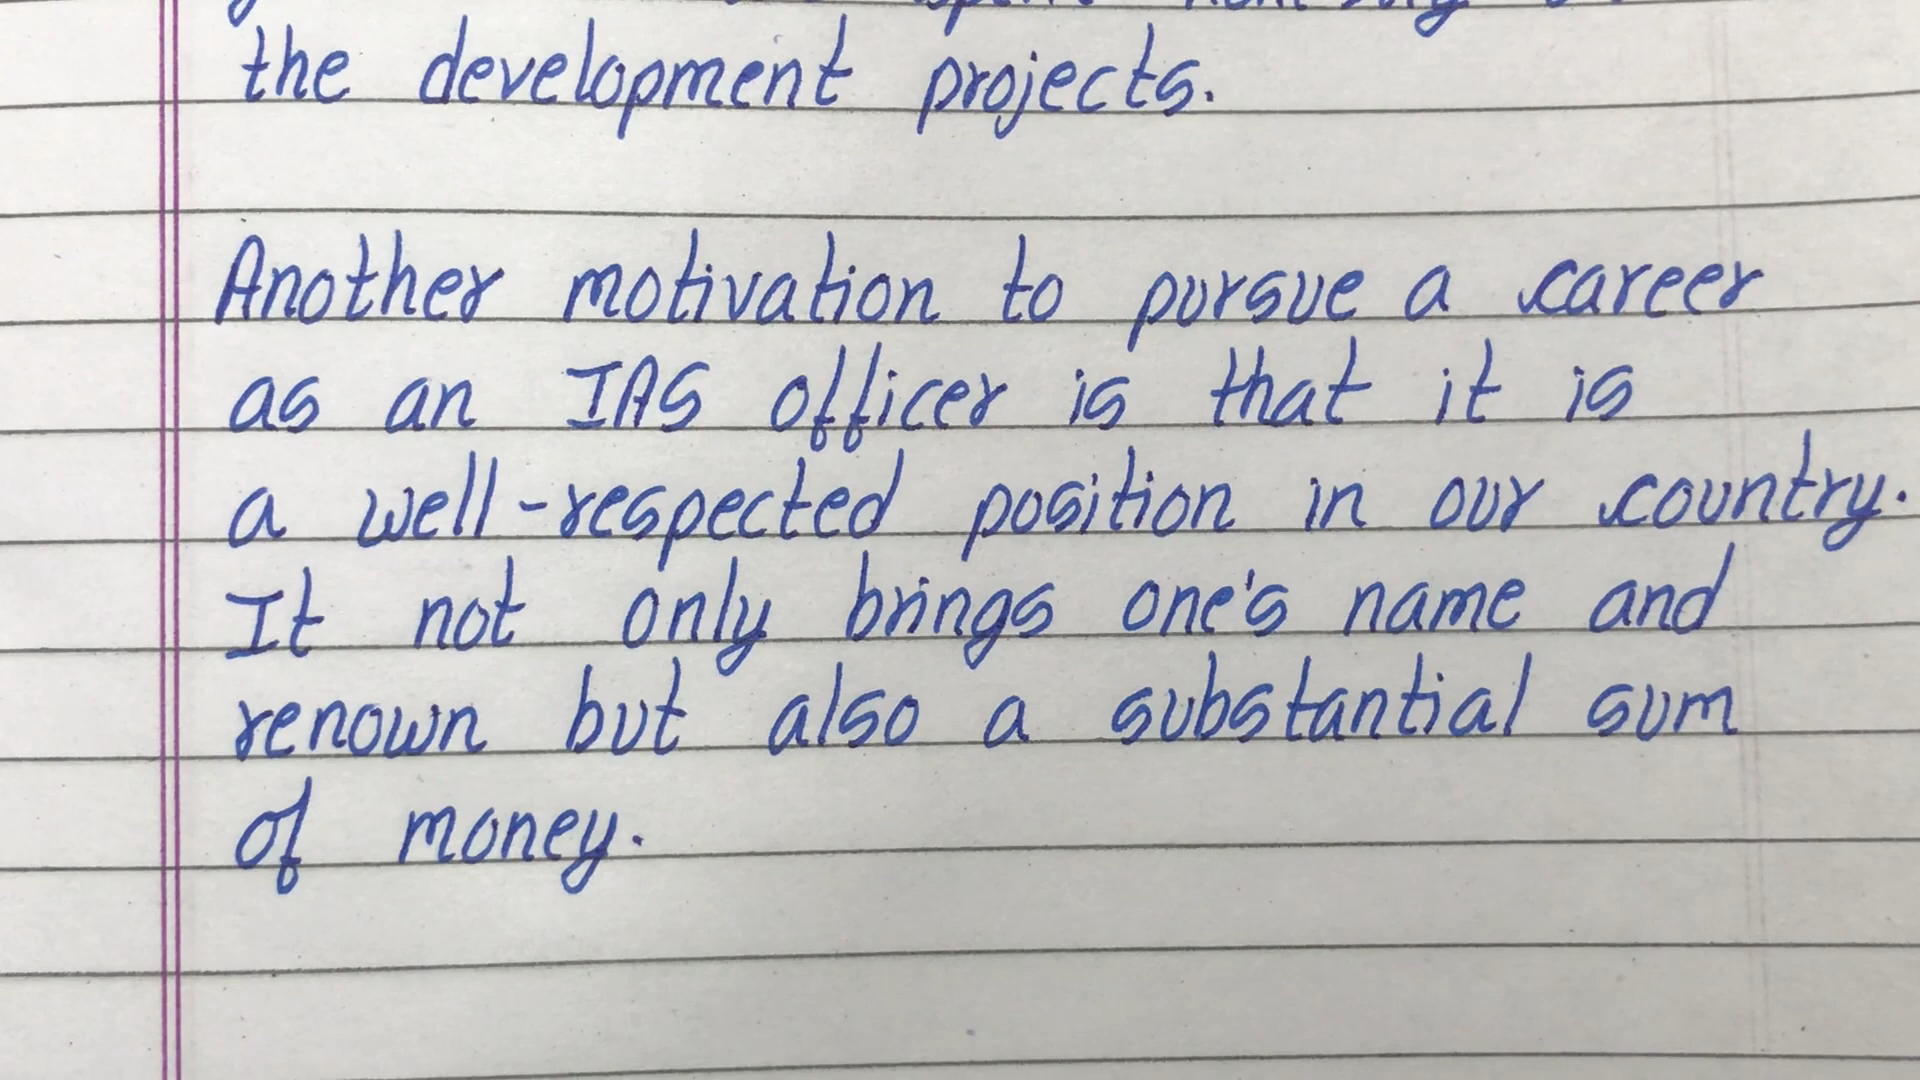 the development projects.
Another motivation to pursue a career
as an IAS officer is that it is
a well-respected position in our country.
It not only brings one's name and
renown but also a substantial sum
of money.